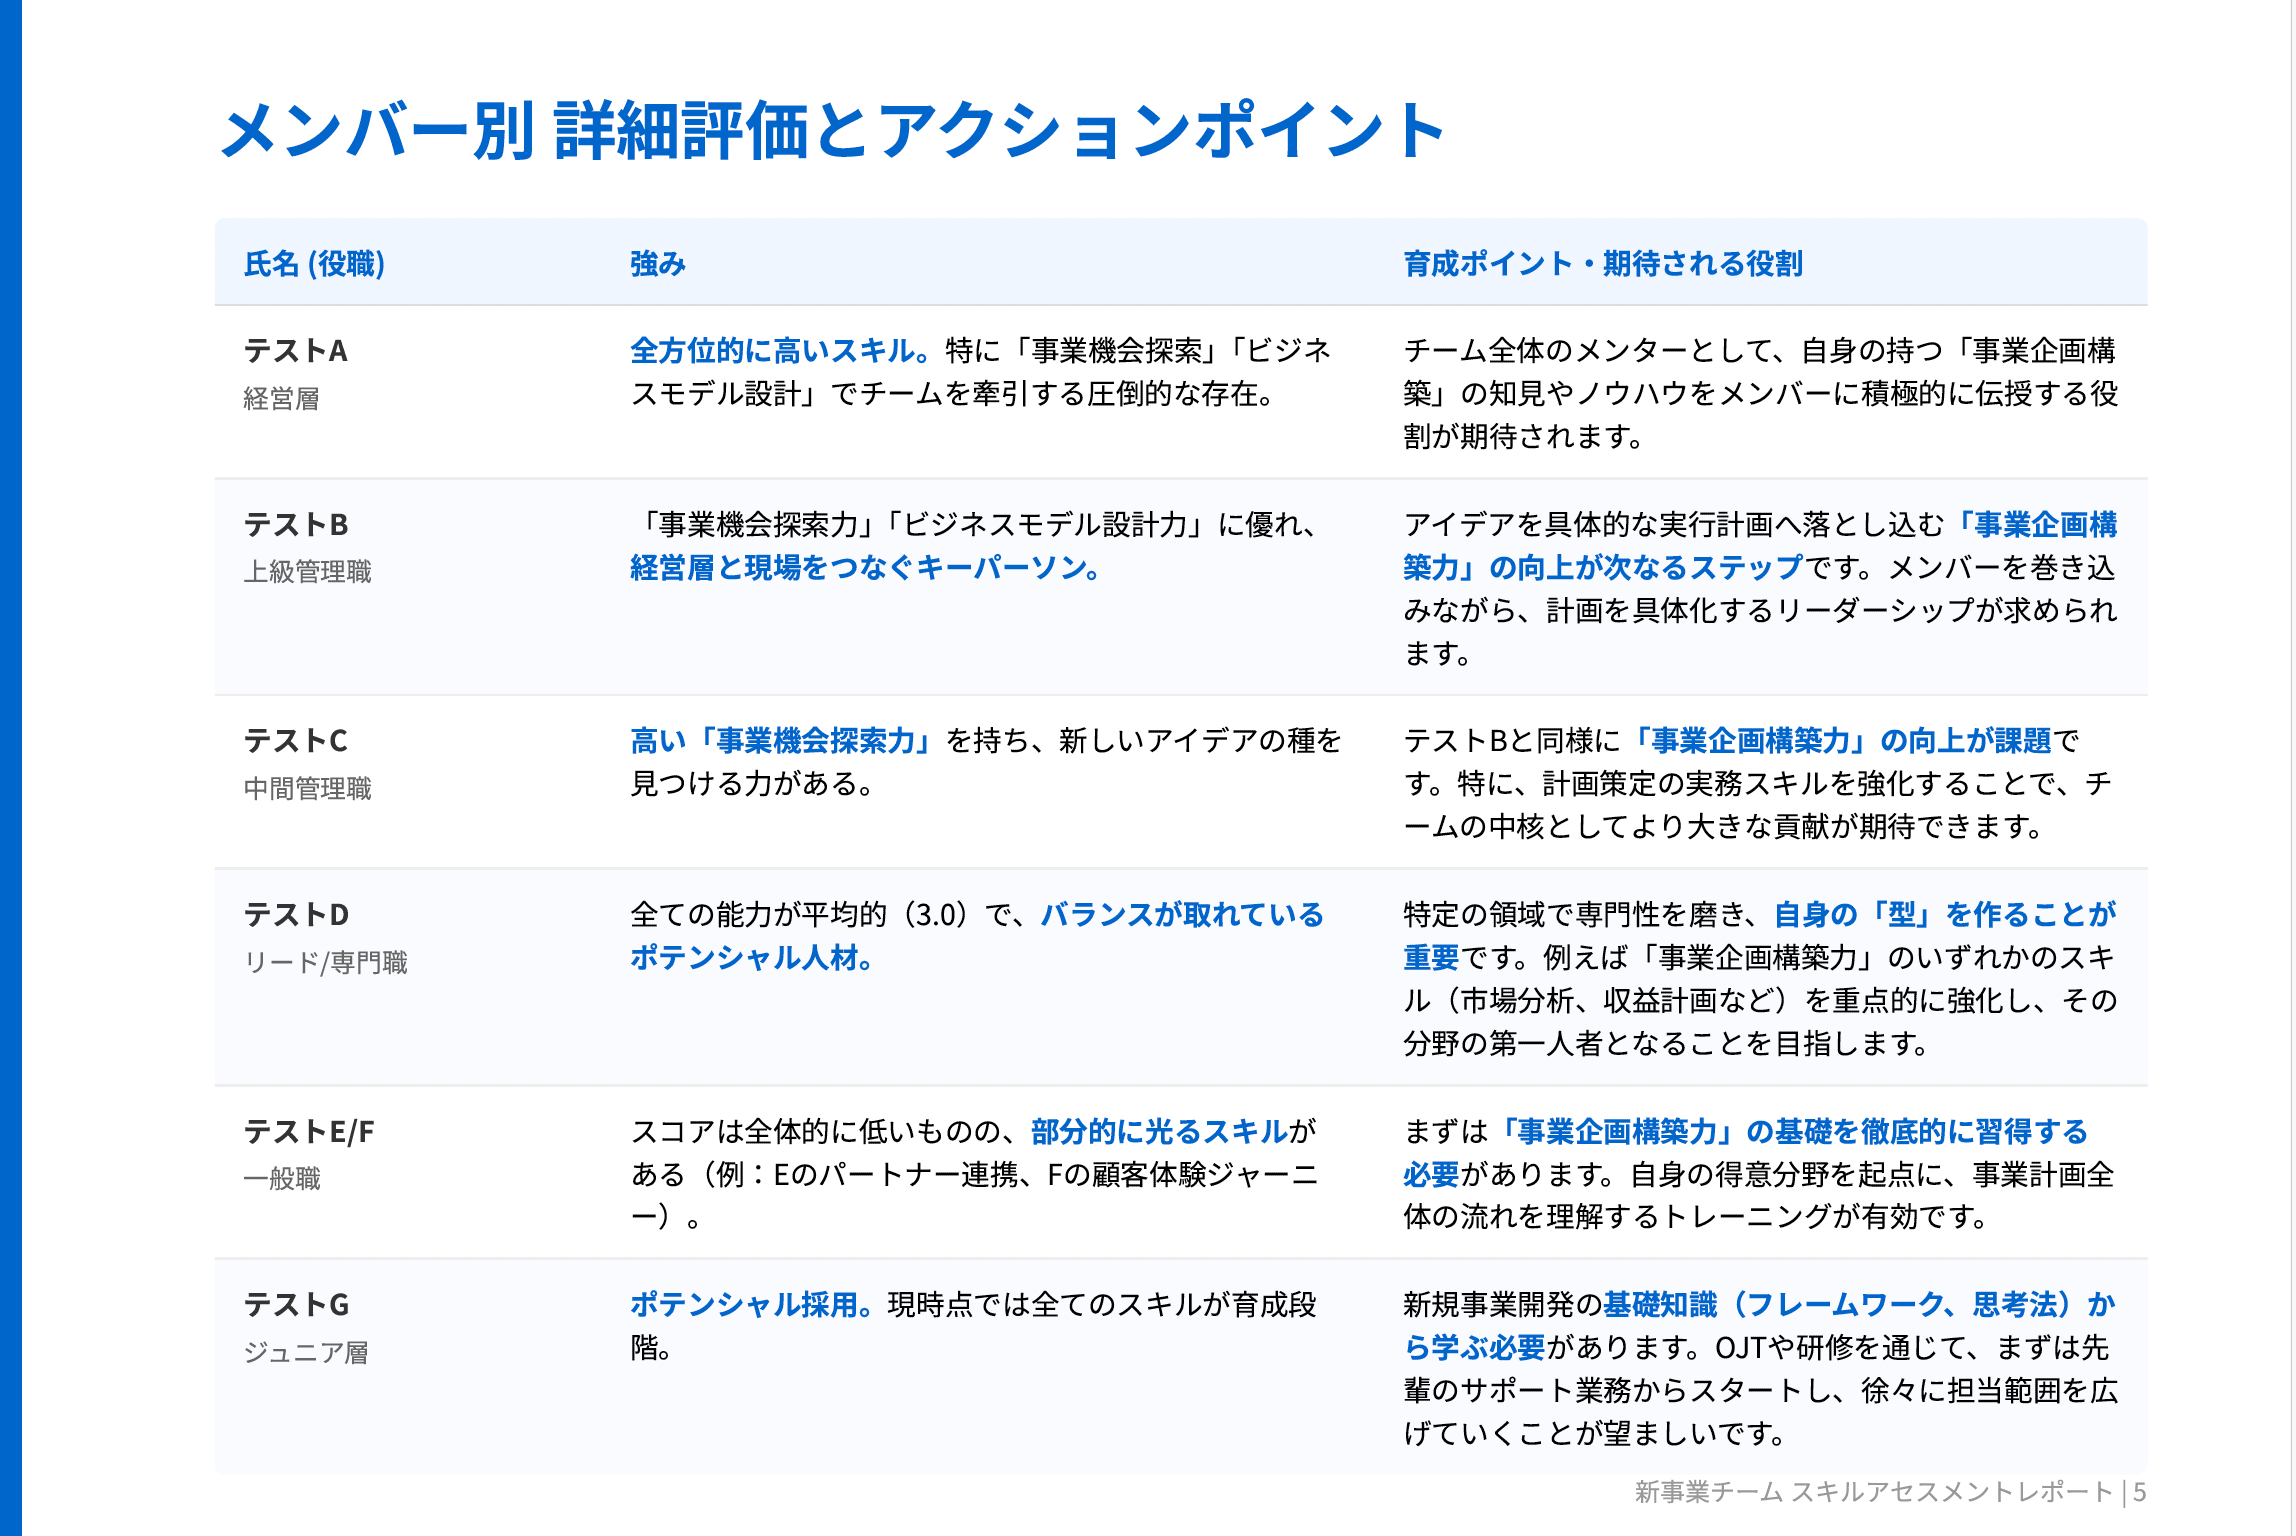 メンバー別 詳細評価とアクションポイント
氏名 (役職)
強み
育成ポイント・期待される役割
テストA
経営層
全方位的に高いスキル。特に「事業機会探索」「ビジネ
スモデル設計」でチームを牽引する圧倒的な存在。
チーム全体のメンターとして、自身の持つ「事業企画構
築」の知見やノウハウをメンバーに積極的に伝授する役
割が期待されます。
テストB
上級管理職
「事業機会探索力」「ビジネスモデル設計力」に優れ、
経営層と現場をつなぐキーパーソン。
アイデアを具体的な実行計画へ落とし込む「事業企画構
築力」の向上が次なるステップです。メンバーを巻き込
みながら、計画を具体化するリーダーシップが求められ
ます。
テストC
中間管理職
高い「事業機会探索力」を持ち、新しいアイデアの種を
見つける力がある。
テストBと同様に「事業企画構築力」の向上が課題で
す。特に、計画策定の実務スキルを強化することで、チ
ームの中核としてより大きな貢献が期待できます。
テストD
リード/専門職
全ての能力が平均的（3.0）で、バランスが取れている
ポテンシャル人材。
特定の領域で専門性を磨き、自身の「型」を作ることが
重要です。例えば「事業企画構築力」のいずれかのスキ
ル（市場分析、収益計画など）を重点的に強化し、その
分野の第一人者となることを目指します。
テストE/F
一般職
スコアは全体的に低いものの、部分的に光るスキルが
ある（例：Eのパートナー連携、Fの顧客体験ジャーニ
ー）。
まずは「事業企画構築力」の基礎を徹底的に習得する
必要があります。自身の得意分野を起点に、事業計画全
体の流れを理解するトレーニングが有効です。
テストG
ジュニア層
ポテンシャル採用。現時点では全てのスキルが育成段
階。
新規事業開発の基礎知識（フレームワーク、思考法）か
ら学ぶ必要があります。OJTや研修を通じて、まずは先
輩のサポート業務からスタートし、徐々に担当範囲を広
げていくことが望ましいです。
新事業チーム スキルアセスメントレポート | 5